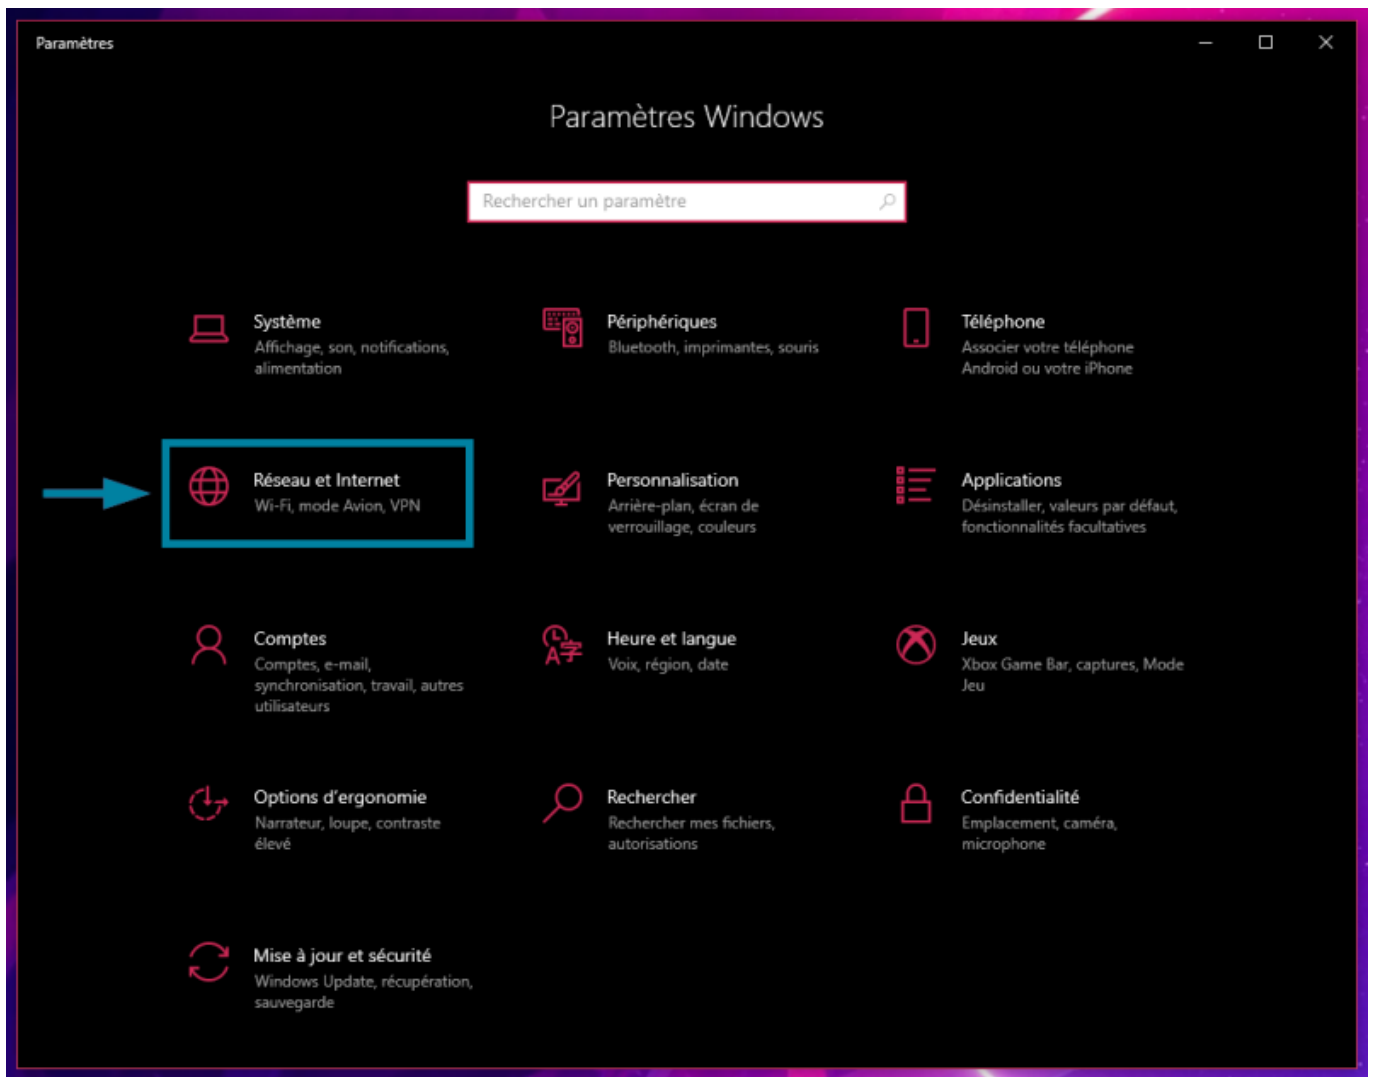 Paramètres
Paramètres Windows
Rechercher un paramètre
Système
Affichage, son, notifications,
alimentation
Périphériques
Bluetooth, imprimantes, souris
Téléphone
Associer votre téléphone
Android ou votre iPhone
Réseau et Internet
Wi-Fi, mode Avion, VPN
Personnalisation
Arrière-plan, écran de
verrouillage, couleurs
Applications
Désinstaller, valeurs par défaut,
fonctionnalités facultatives
Comptes
Comptes, e-mail,
synchronisation, travail, autres
utilisateurs
Heure et langue
Voix, région, date
Jeux
Xbox Game Bar, captures, Mode
Jeu
Options d'ergonomie
Narrateur, loupe, contraste
élevé
Rechercher
Rechercher mes fichiers,
autorisations
Confidentialité
Emplacement, caméra,
microphone
Mise à jour et sécurité
Windows Update, récupération,
sauvegarde